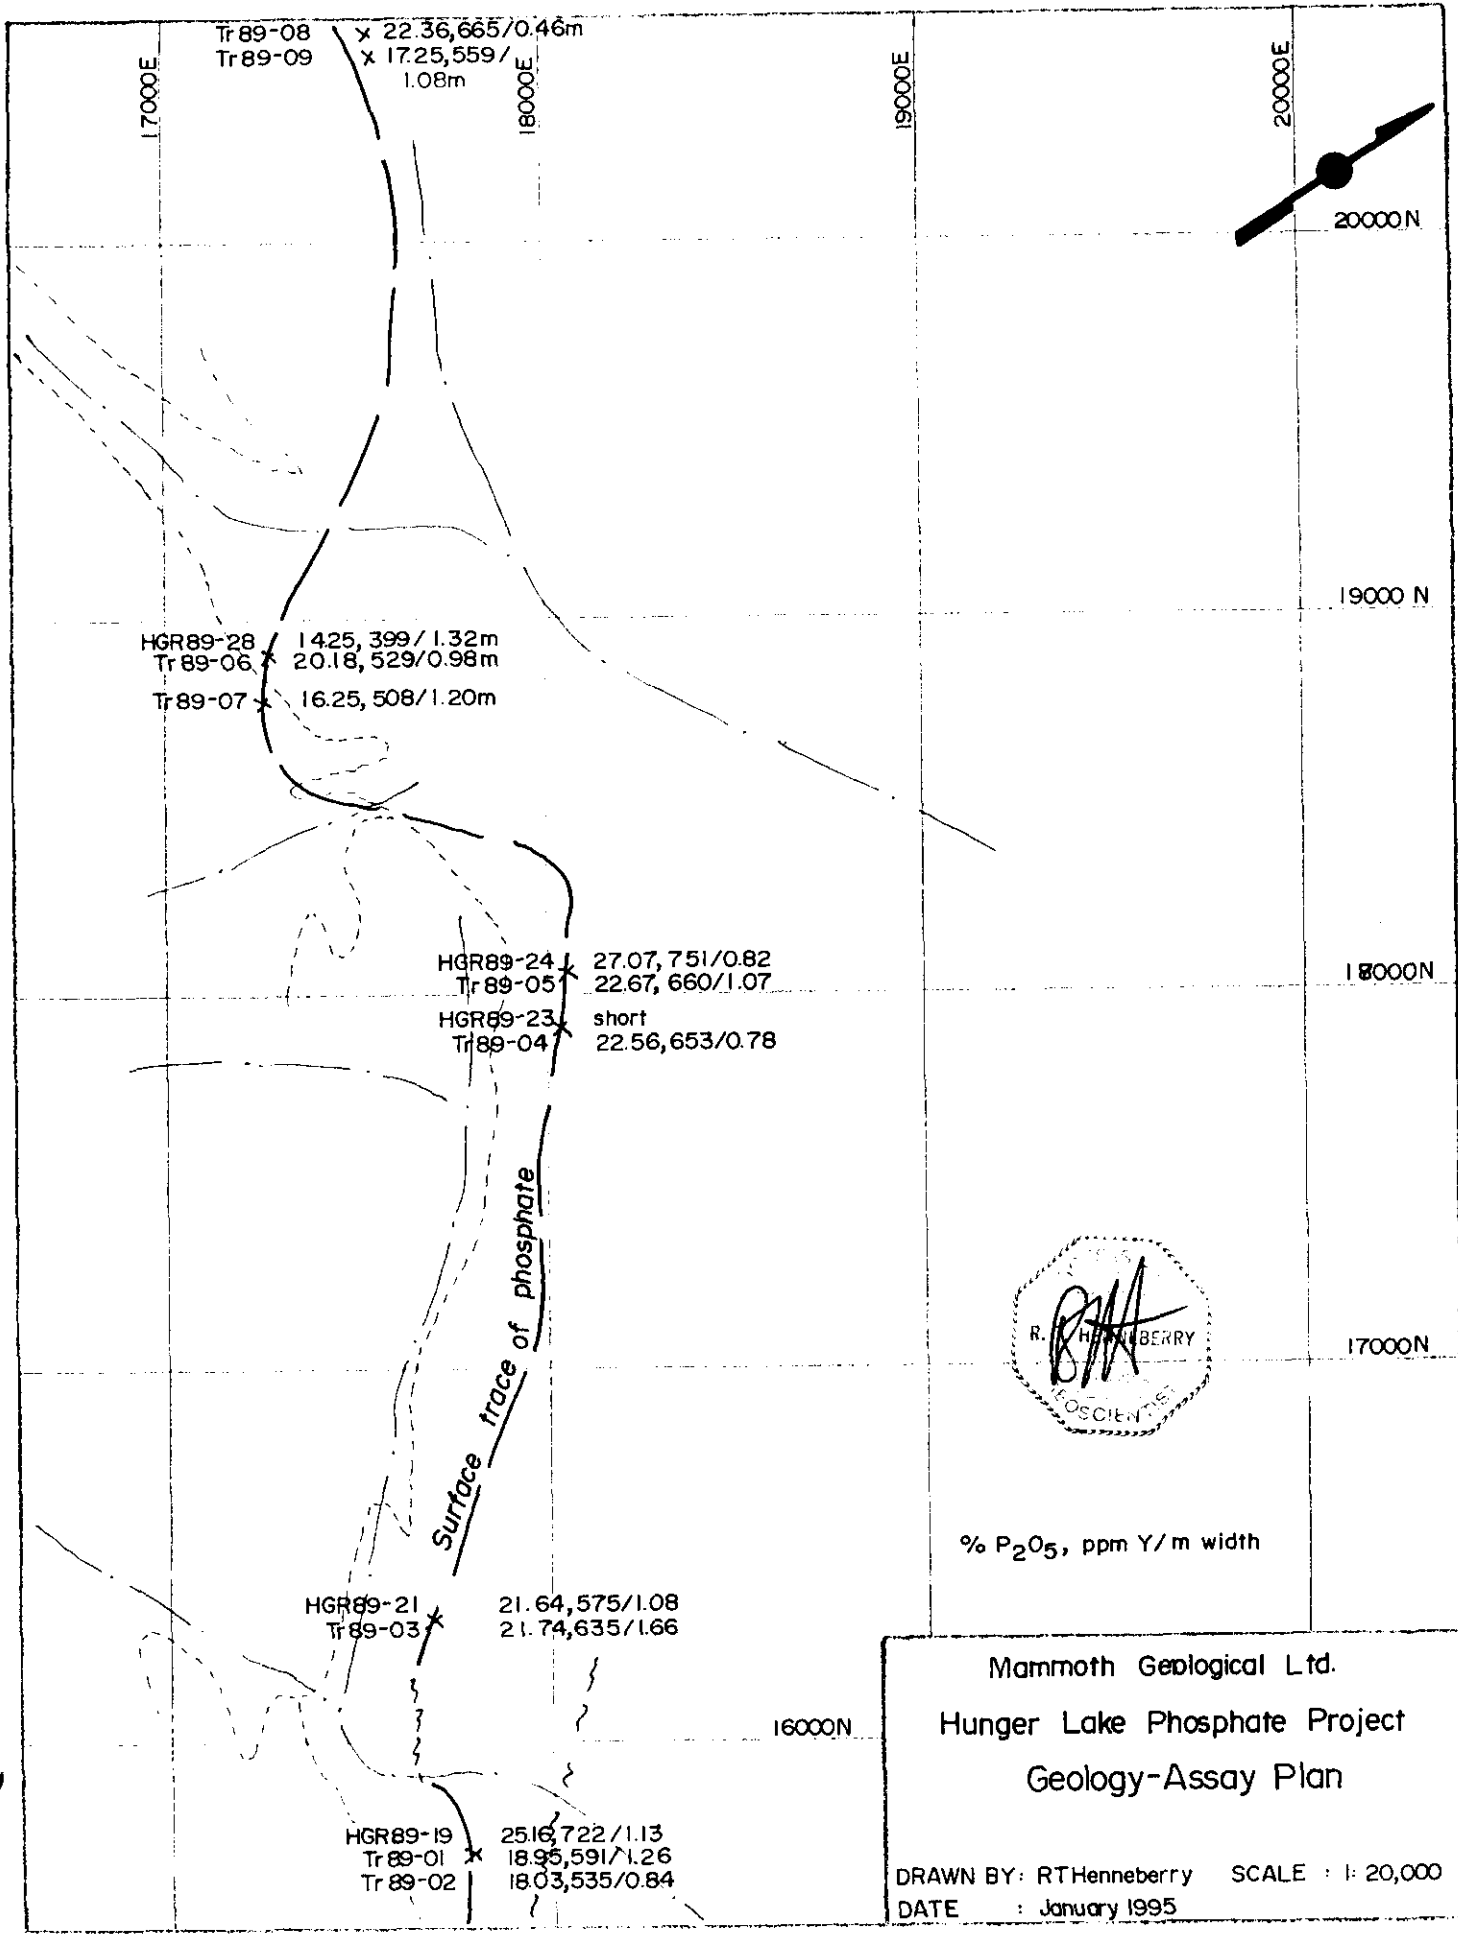 Tr 89-08 x 22.36,665/0.46m
Tr 89-09 x 17.25,559/
1.08m
17000E
18000E
19000E
20000E
20000N
19000 N
HGR89-28 14.25, 399/1.32m
Tr 89-06 20.18, 529/0.98m
Tr 89-07 16.25, 508/1.20m
HGR89-24 27.07, 751/0.82
Tr 89-05 22.67, 660/1.07
18000N
HGR89-23 short
Tr 89-04 22.56,653/0.78
Surface trace of phosphate
R. HENNEBERRY
17000N
% P₂O₅, ppm Y/m width
HGR89-21 21.64,575/1.08
Tr 89-03 21.74,635/1.66
16000N
HGR89-19 25.16,722/1.13
Tr 89-01 18.95,591/1.26
Tr 89-02 18.03,535/0.84
Mammoth Geological Ltd.
Hunger Lake Phosphate Project
Geology-Assay Plan
DRAWN BY: RTHenneberry SCALE : 1: 20,000
DATE : January 1995